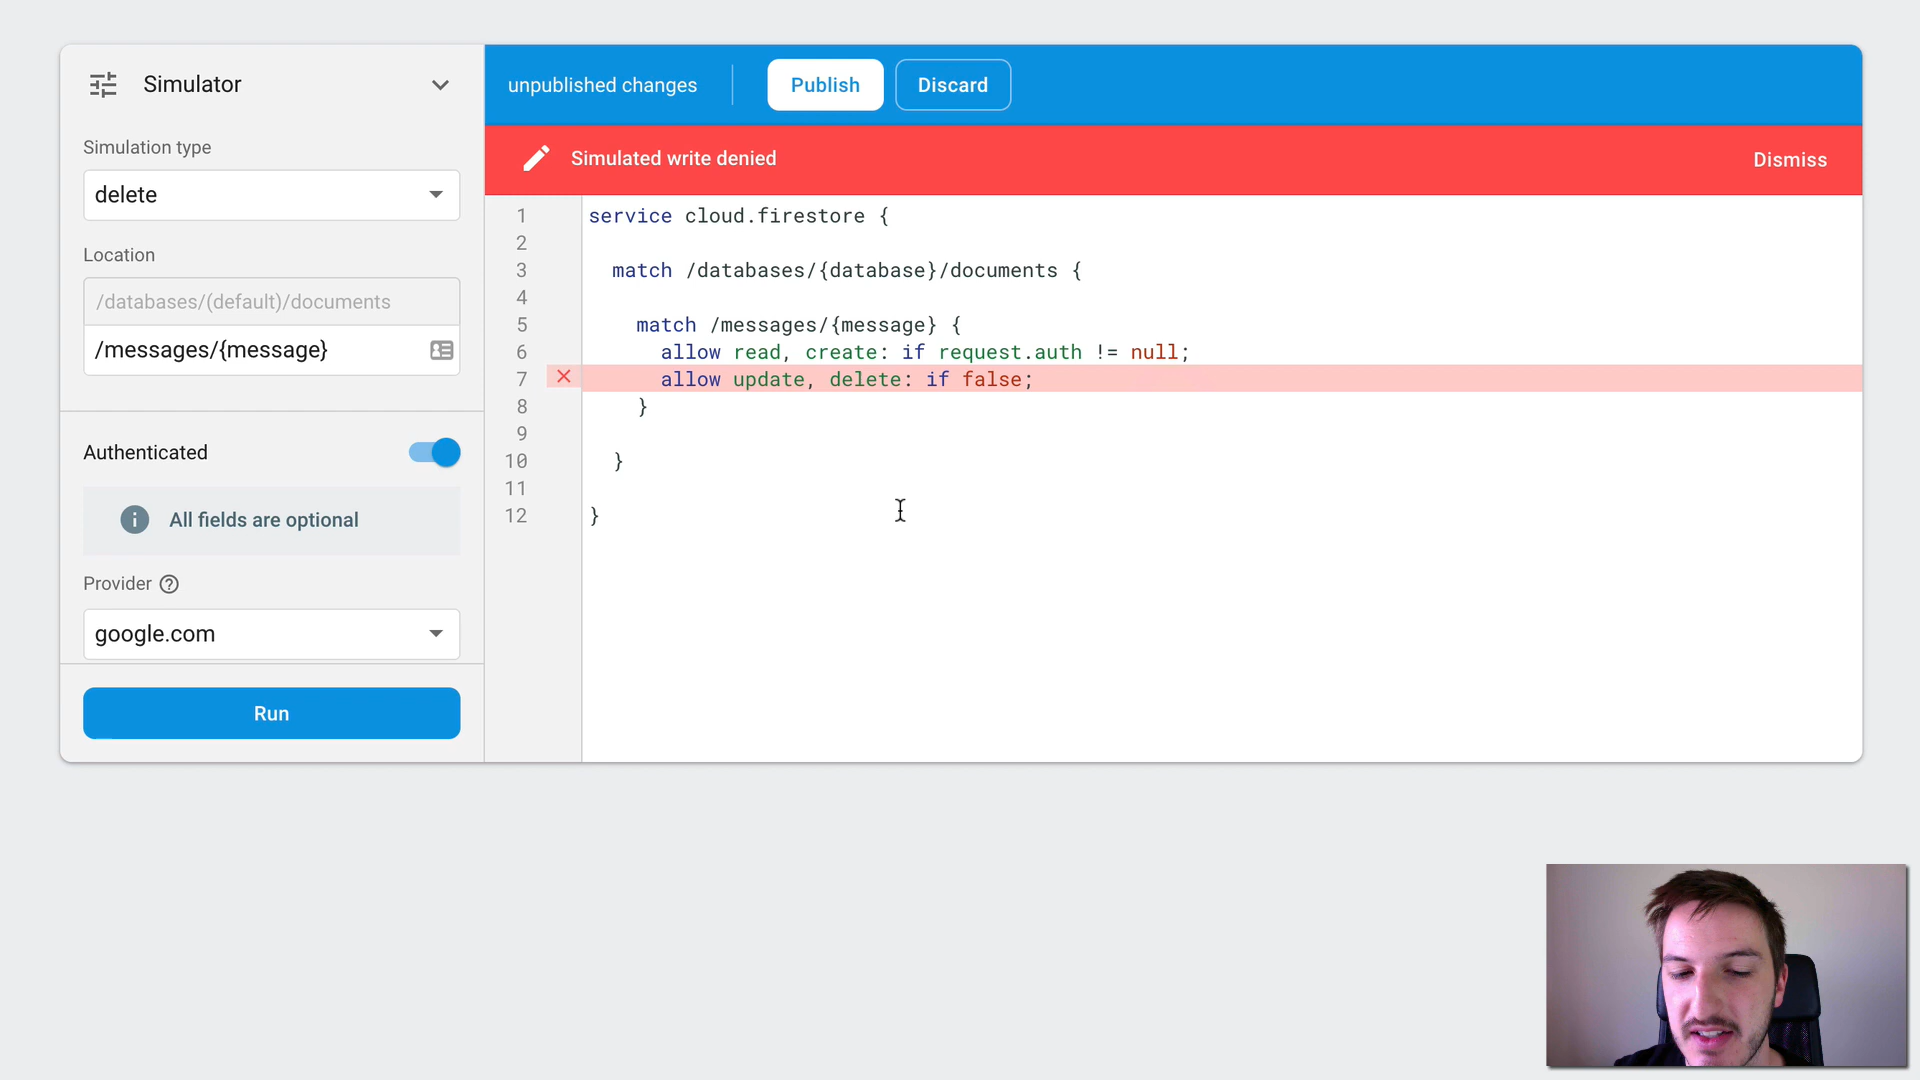 Simulator
Simulation type
delete
Location
/databases/(default)/documents
/messages/{message}
Authenticated
All fields are optional
Provider
google.com
Run
unpublished changes
Publish
Discard
Simulated write denied
Dismiss
1 service cloud.firestore {
2
3 match /databases/{database}/documents {
4
5 match /messages/{message} {
6 allow read, create: if request.auth != null;
7 allow update, delete: if false;
8 }
9
10 }
11
12 }